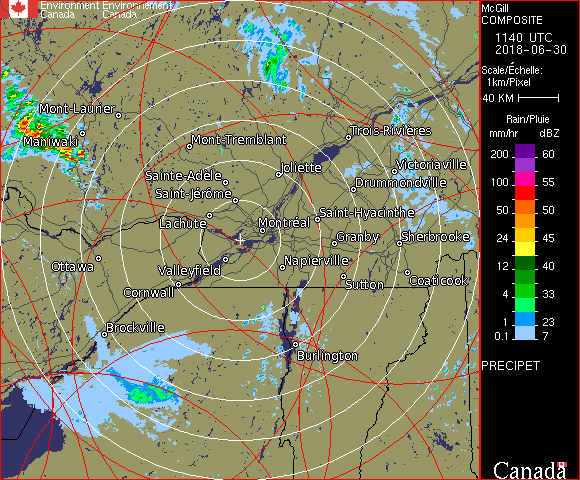 Environment Environnement
Canada Canada
McGill
COMPOSITE
1140 UTC
2018-06-30
Scale/Échelle:
1km/Pixel
40 KM
Rain/Pluie
mm/hr dBZ
200 60
100 55
50 50
24 45
12 40
4 33
1 23
0.1 7
PRECIPET
Canada
Mont-Laurier
Maniwaki
Mont-Tremblant
Trois-Rivières
Joliette
Victoriaville
Sainte-Adèle
Drummondville
Saint-Jérôme
Lachute
Saint-Hyacinthe
Montréal
Granby
Sherbrooke
Ottawa
Valleyfield
Napierville
Coaticook
Cornwall
Sutton
Brockville
Burlington